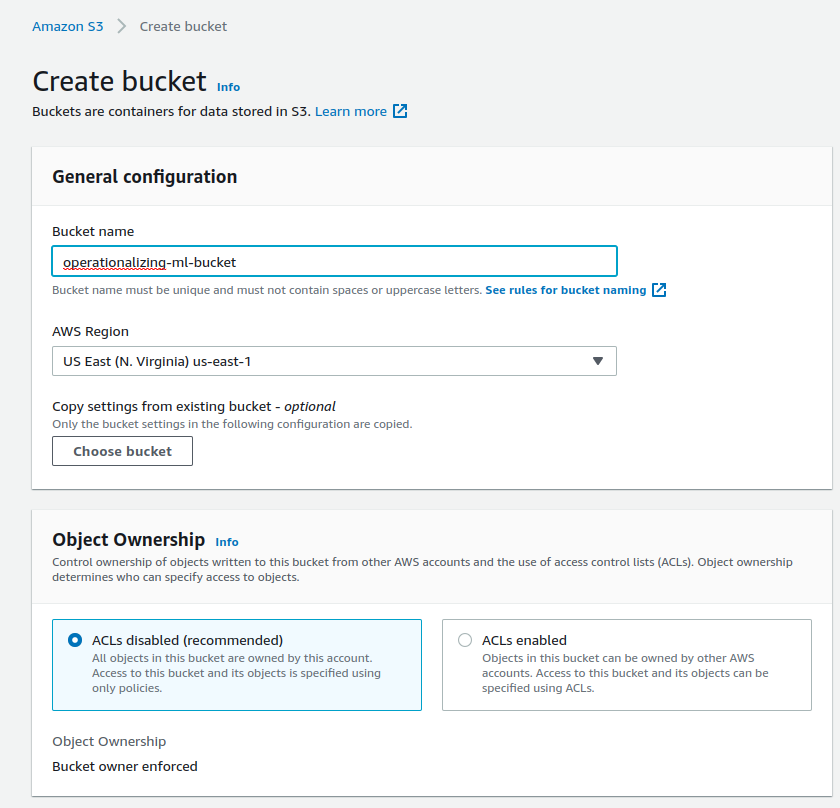 Amazon S3 > Create bucket
Create bucket Info
Buckets are containers for data stored in S3. Learn more
General configuration
Bucket name
operationalizing-ml-bucket
Bucket name must be unique and must not contain spaces or uppercase letters. See rules for bucket naming
AWS Region
US East (N. Virginia) us-east-1
Copy settings from existing bucket - optional
Only the bucket settings in the following configuration are copied.
Choose bucket
Object Ownership Info
Control ownership of objects written to this bucket from other AWS accounts and the use of access control lists (ACLs). Object ownership
determines who can specify access to objects.
ACLs disabled (recommended)
All objects in this bucket are owned by this account.
Access to this bucket and its objects is specified using
only policies.
ACLs enabled
Objects in this bucket can be owned by other AWS
accounts. Access to this bucket and its objects can be
specified using ACLs.
Object Ownership
Bucket owner enforced